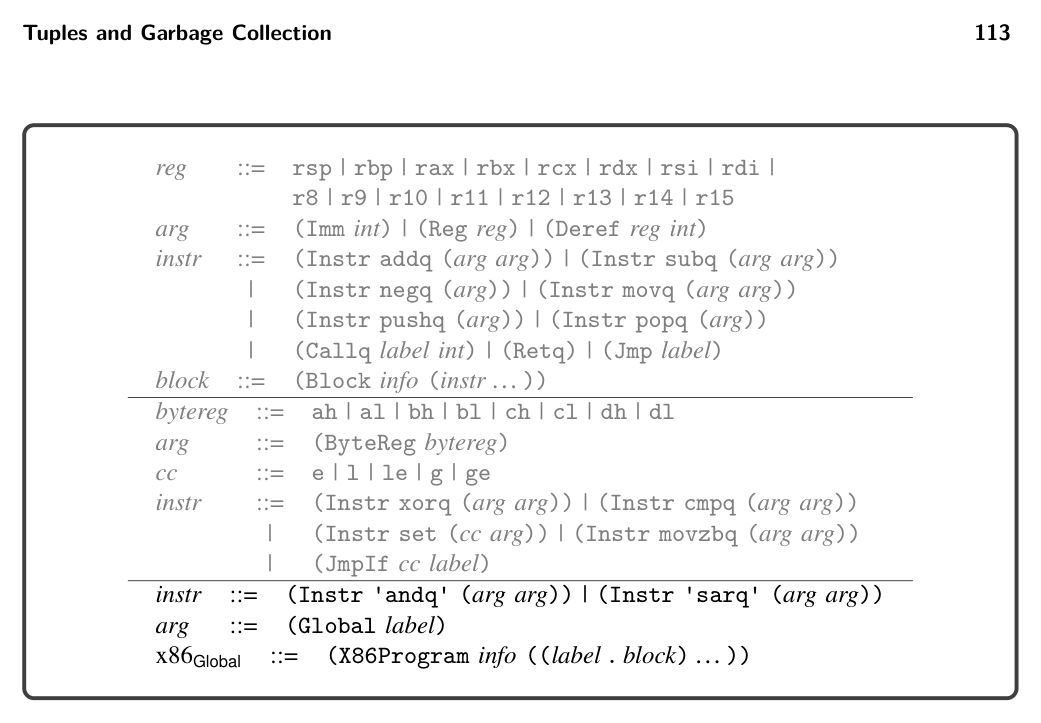 Tuples and Garbage Collection 113
reg ::= rsp | rbp | rax | rbx | rcx | rdx | rsi | rdi |
r8 | r9 | r10 | r11 | r12 | r13 | r14 | r15
arg ::= (Imm int) | (Reg reg) | (Deref reg int)
instr ::= (Instr addq (arg arg)) | (Instr subq (arg arg))
| (Instr negq (arg)) | (Instr movq (arg arg))
| (Instr pushq (arg)) | (Instr popq (arg))
| (Callq label int) | (Retq) | (Jmp label)
block ::= (Block info (instr ... ))
bytereg ::= ah | al | bh | bl | ch | cl | dh | dl
arg ::= (ByteReg bytereg)
cc ::= e | l | le | g | ge
instr ::= (Instr xorq (arg arg)) | (Instr cmpq (arg arg))
| (Instr set (cc arg)) | (Instr movzbq (arg arg))
| (JmpIf cc label)
instr ::= (Instr 'andq' (arg arg)) | (Instr 'sarq' (arg arg))
arg ::= (Global label)
x86Global ::= (X86Program info ((label . block) ... ))